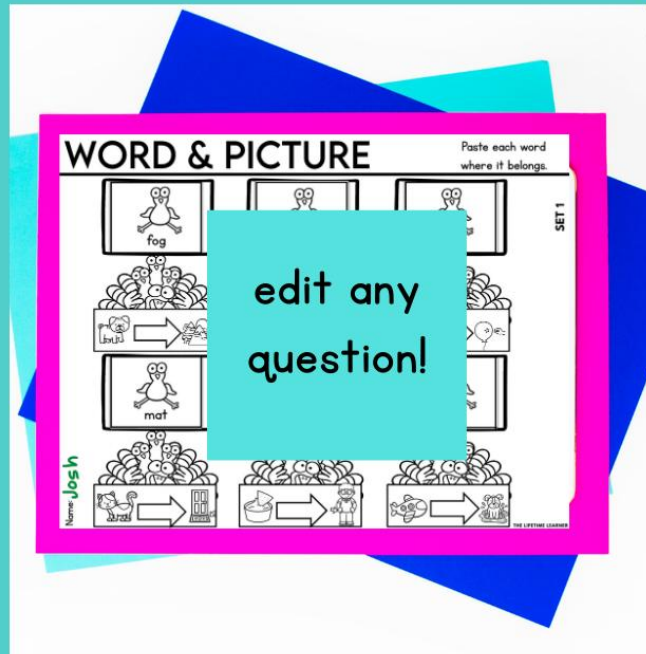 WORD & PICTURE
Paste each word
where it belongs.
SET 1
fog
edit any
question!
mat
Name: Josh
THE LIFETIME LEARNER